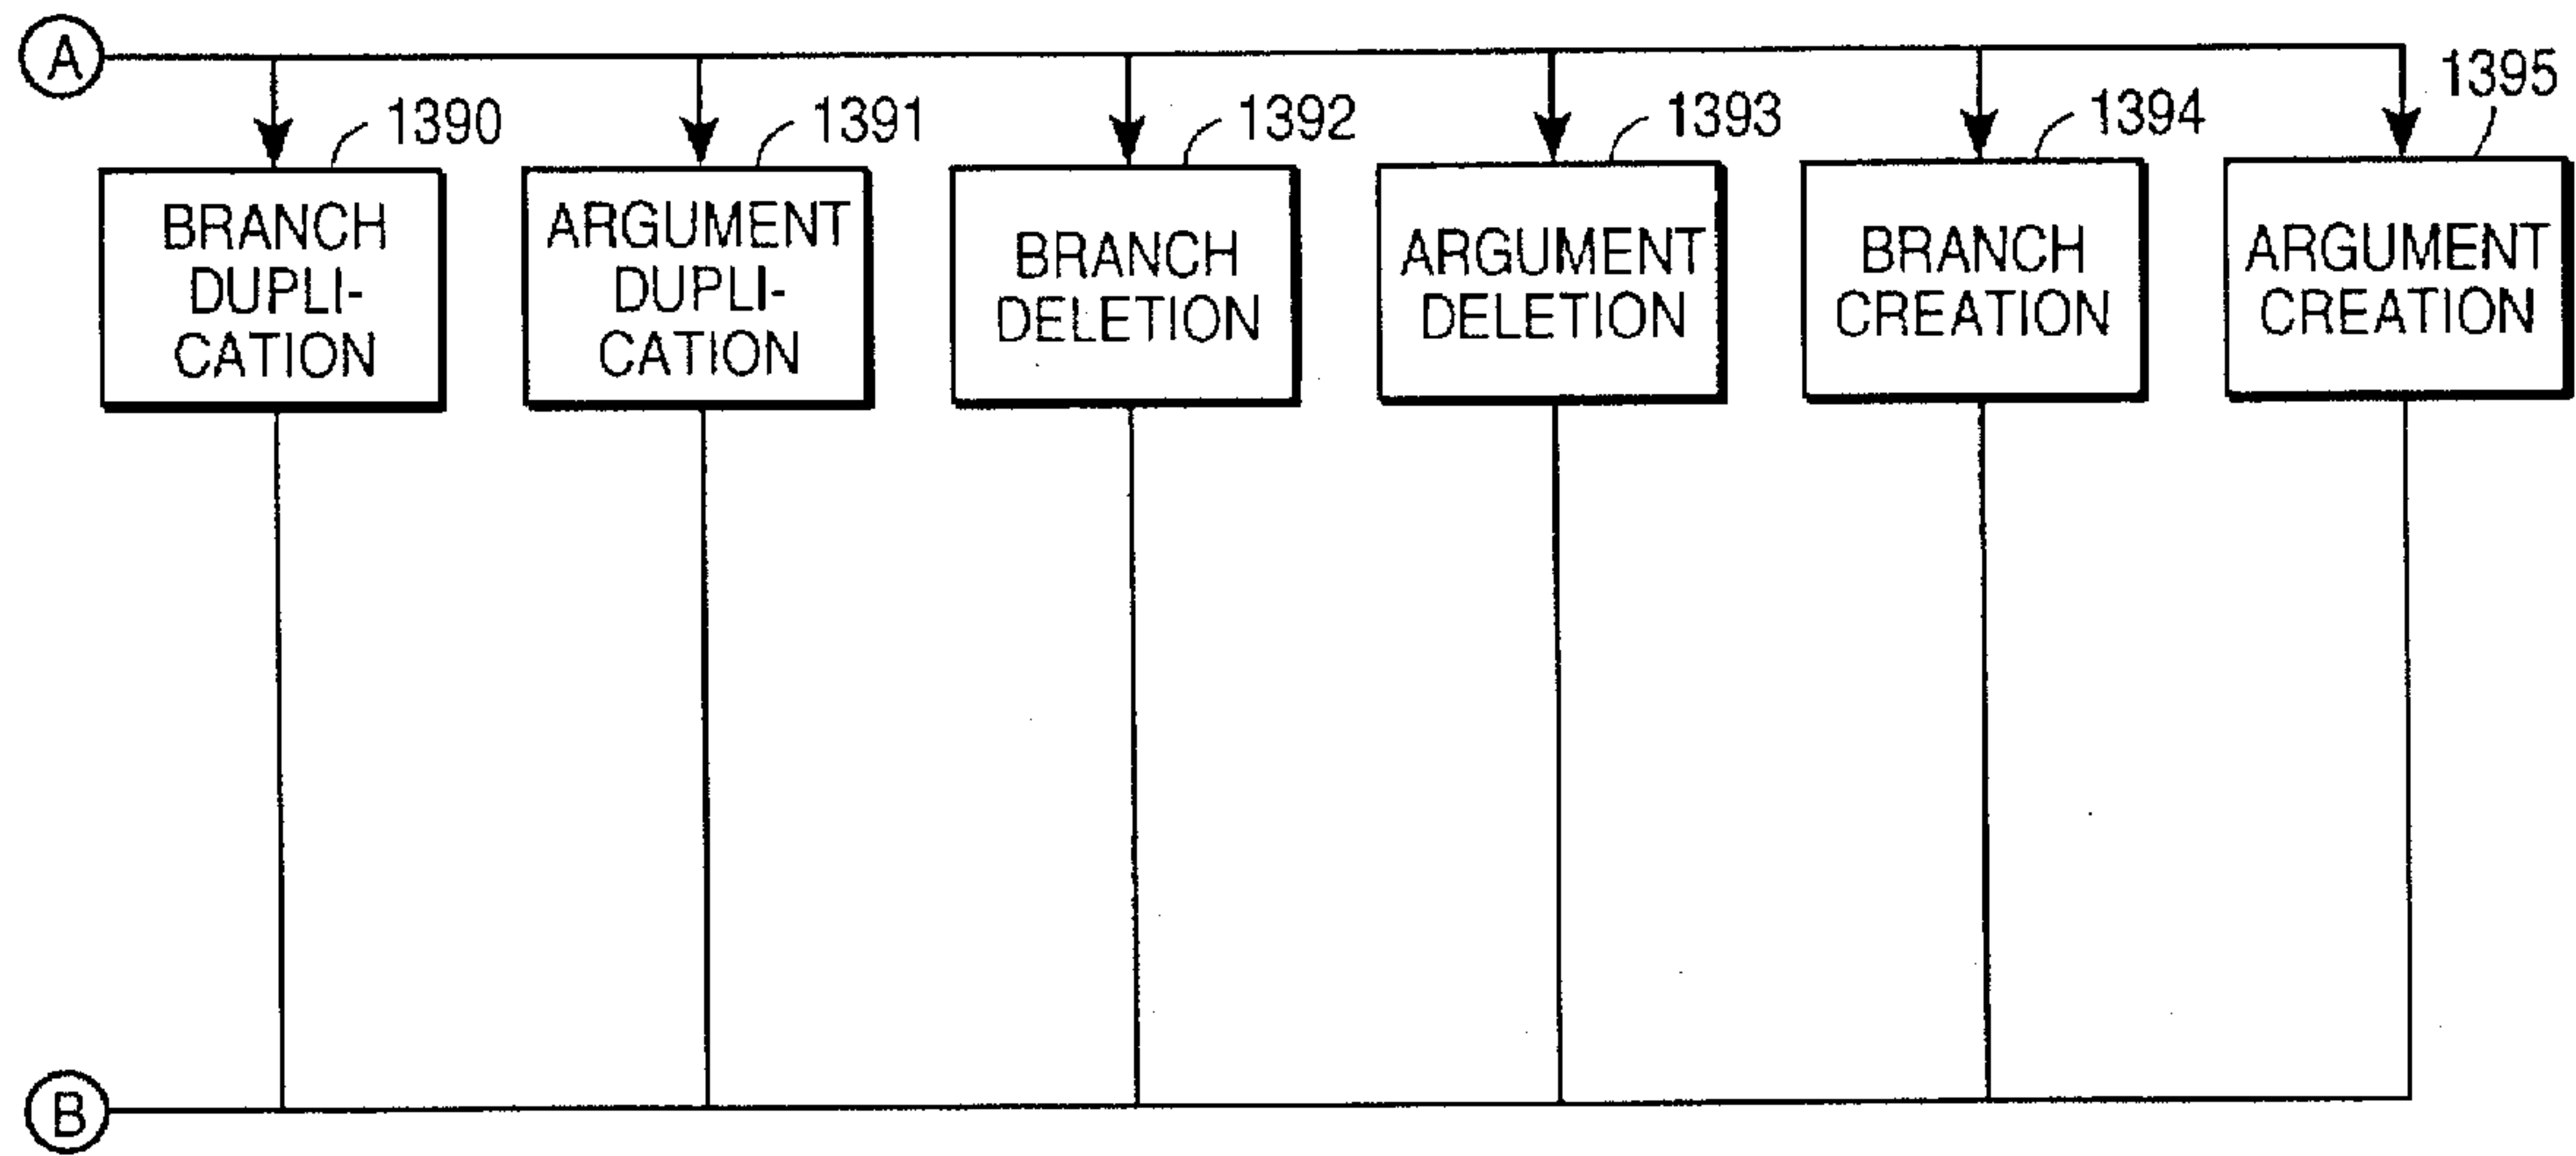 A
1390
BRANCH
DUPLI-
CATION
1391
ARGUMENT
DUPLI-
CATION
1392
BRANCH
DELETION
1393
ARGUMENT
DELETION
1394
BRANCH
CREATION
1395
ARGUMENT
CREATION
B